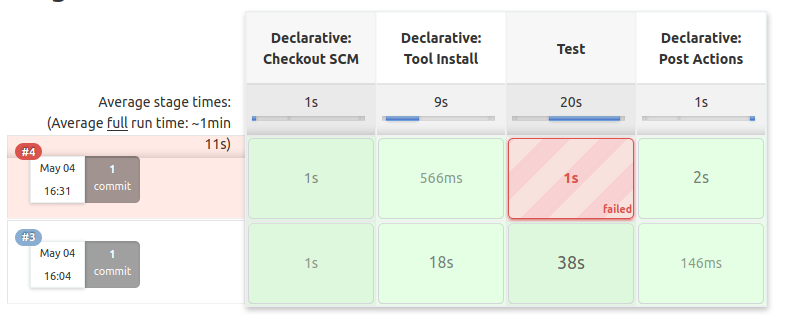 Declarative:
Checkout SCM
Declarative:
Tool Install
Test
Declarative:
Post Actions
Average stage times:
(Average full run time: ~1min
11s)
1s
9s
20s
1s
#4
May 04
16:31
1
commit
1s
566ms
1s
failed
2s
#3
May 04
16:04
1
commit
1s
18s
38s
146ms